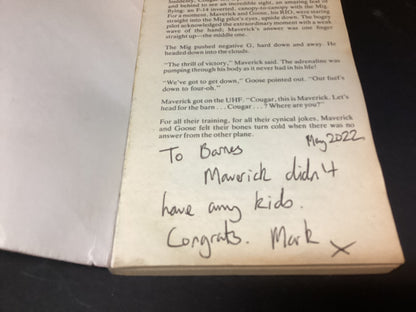 Suddenly, Cougar
and behind to see an incredible sight, an amazing feat of
flying: an F-14 inverted, canopy-to-canopy with the Mig.
For a moment, Maverick and Goose, his RIO, were staring
straight into the Mig pilot's eyes, upside down. The bogey
pilot acknowledged the extraordinary moment with a weak
wave of the hand; Maverick's answer was one finger
straight up—the middle one.
The Mig pushed negative G, hard down and away. He
headed down into the clouds.
"The thrill of victory," Maverick said. The adrenaline was
pumping through his body as it never had in his life!
"We've got to get down," Goose pointed out. "Our fuel's
down to four-oh."
Maverick got on the UHF. "Cougar, this is Maverick. Let's
head for the barn . . . Cougar . . . ? Where are you?"
For all their training, for all their cynical jokes, Maverick
and Goose felt their bones turn cold when there was no
answer from the other plane.
May 2022
To Barnes
Maverick didn't
have any kids.
Congrats. Mark x